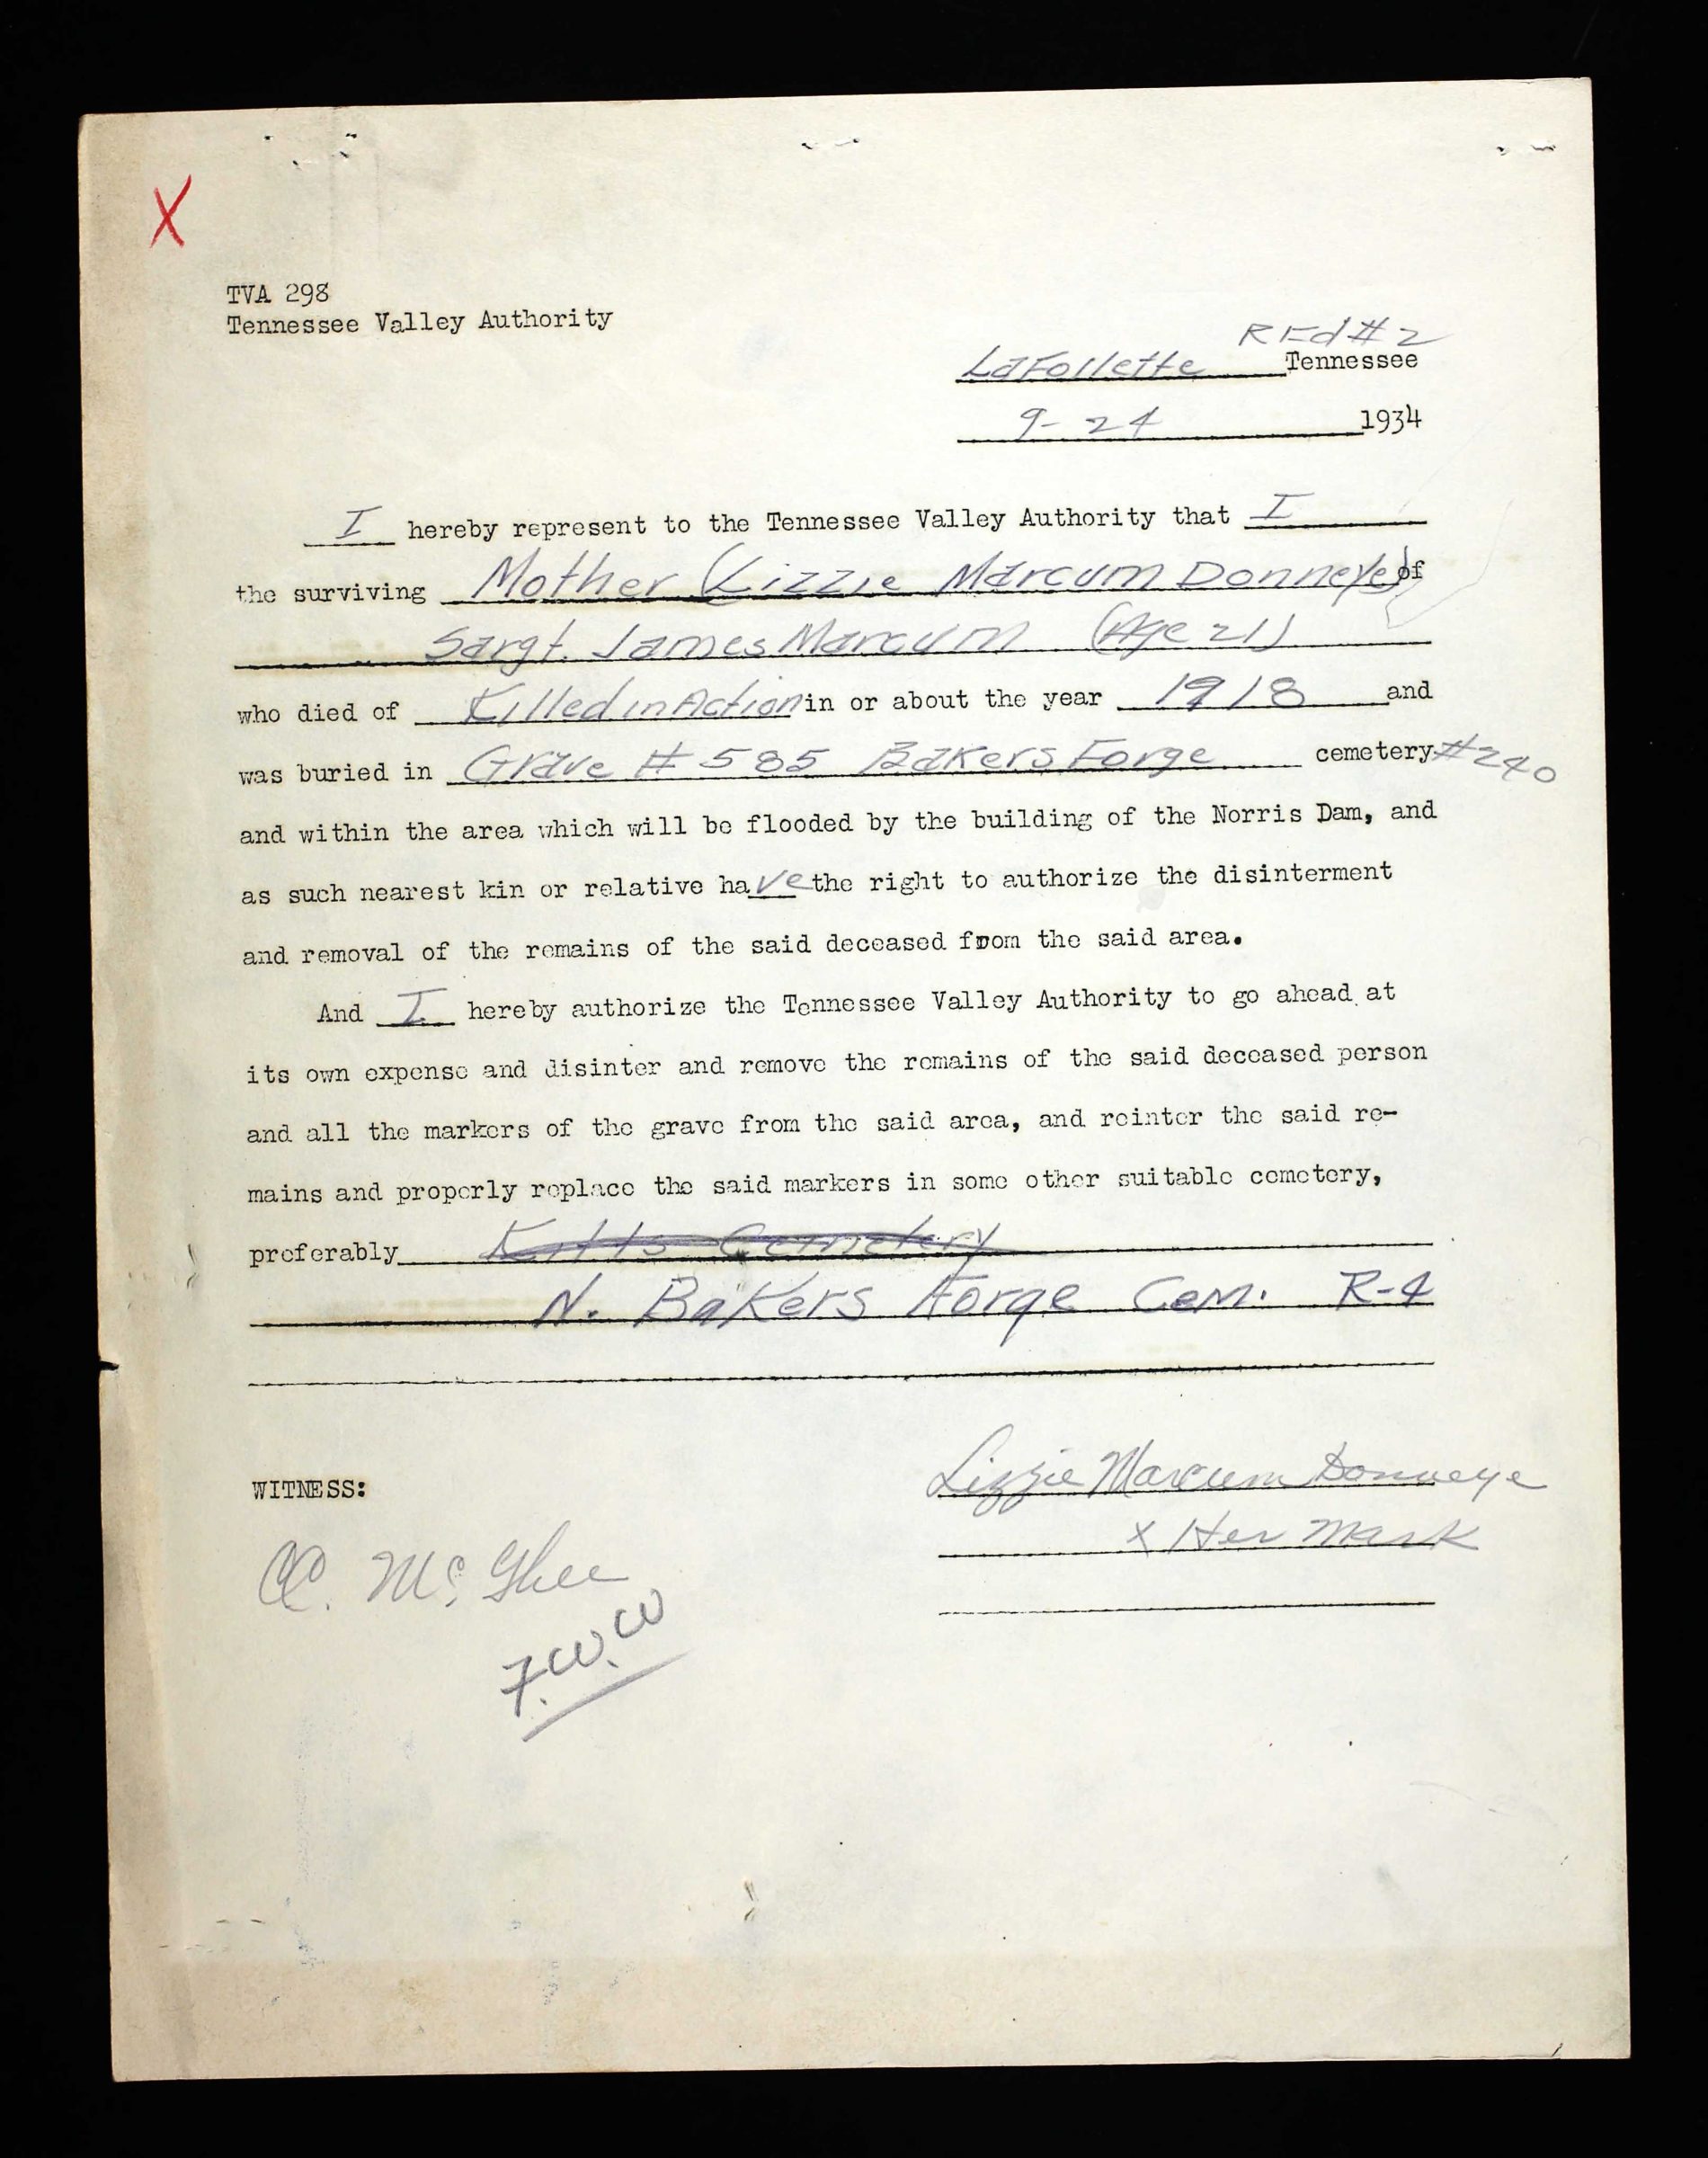 X
TVA 298
Tennessee Valley Authority
RFd #2
LaFollette Tennessee
9-24 1934
I hereby represent to the Tennessee Valley Authority that I
the surviving Mother (Lizzie Marcum Donneye) of
Sargt. James Marcum (Age 21)
who died of Killed in Action in or about the year 1918 and
was buried in Grave # 585 Bakers Forge cemetery #240
and within the area which will be flooded by the building of the Norris Dam, and
as such nearest kin or relative have the right to authorize the disinterment
and removal of the remains of the said deceased from the said area.
And I hereby authorize the Tennessee Valley Authority to go ahead at
its own expense and disinter and remove the remains of the said deceased person
and all the markers of the grave from the said area, and reinter the said re-
mains and properly replace the said markers in some other suitable cemetery,
preferably Kitts Cemetery
N. Bakers Forge Cem. R-4
Lizzie Marcum Donneye
WITNESS:
X Her Mark
McGhee
F.W.W